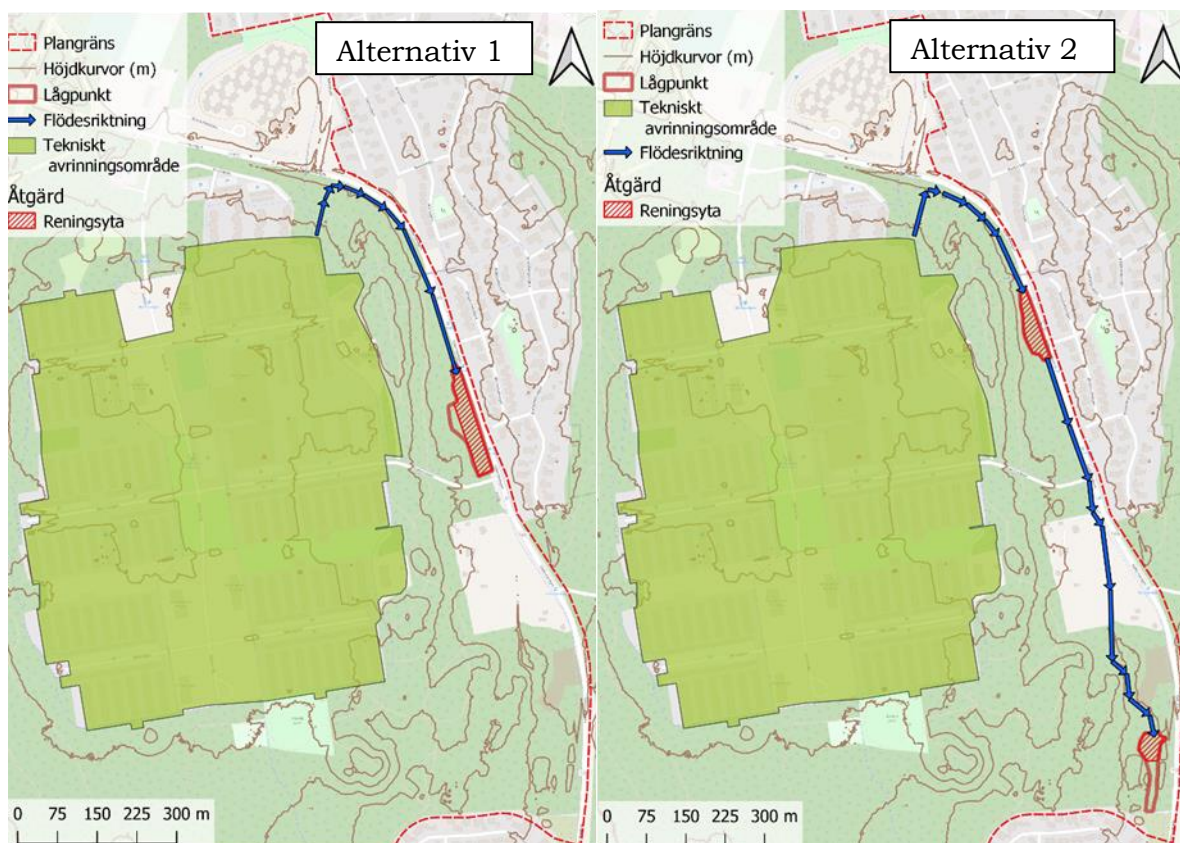 Alternativ 1
Plangräns
Höjdkurvor (m)
Lågpunkt
Flödesriktning
Tekniskt
avrinningsområde
Åtgärd
Reningsyta
0 75 150 225 300 m
Alternativ 2
Plangräns
Höjdkurvor (m)
Lågpunkt
Tekniskt
avrinningsområde
Flödesriktning
Åtgärd
Reningsyta
0 75 150 225 300 m